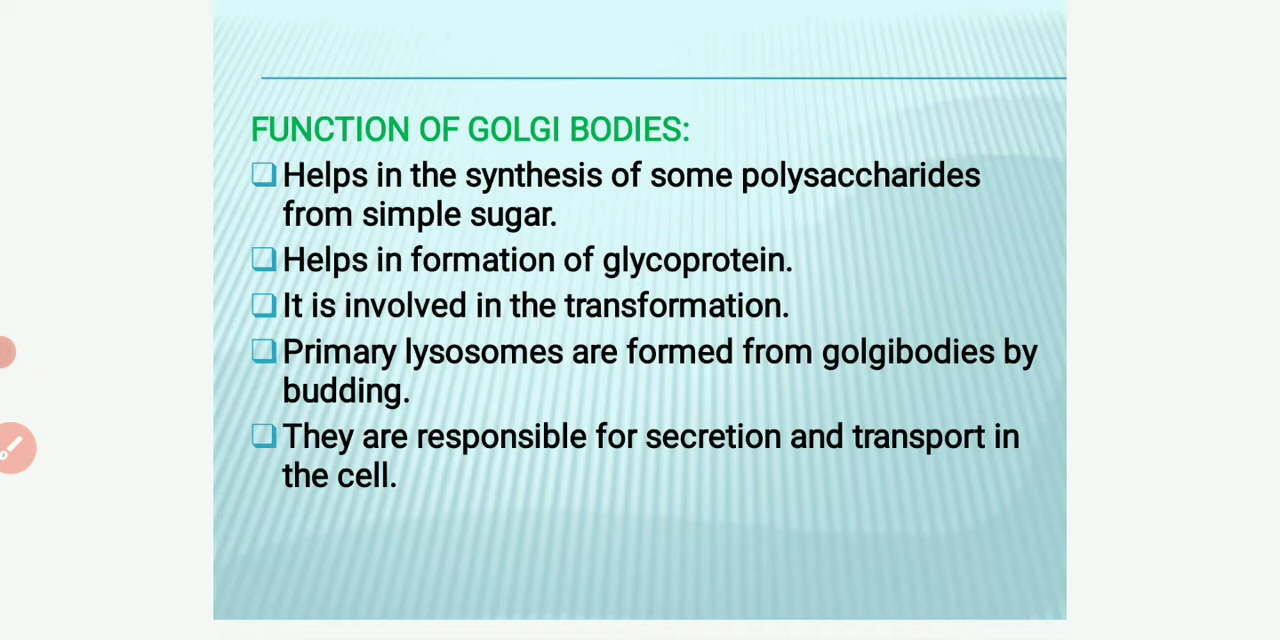 FUNCTION OF GOLGI BODIES:
Helps in the synthesis of some polysaccharides
from simple sugar.
Helps in formation of glycoprotein.
It is involved in the transformation.
Primary lysosomes are formed from golgibodies by
budding.
They are responsible for secretion and transport in
the cell.